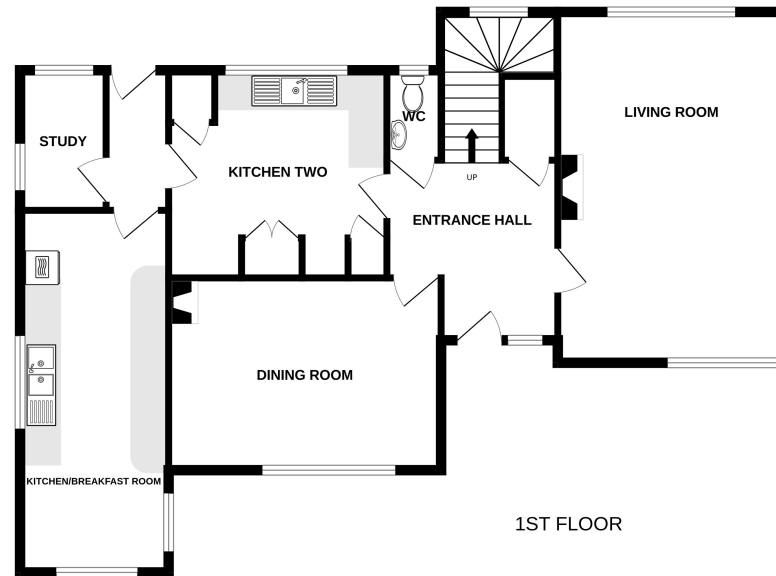 LIVING ROOM
WC
STUDY
KITCHEN TWO
UP
ENTRANCE HALL
DINING ROOM
KITCHEN/BREAKFAST ROOM
1ST FLOOR